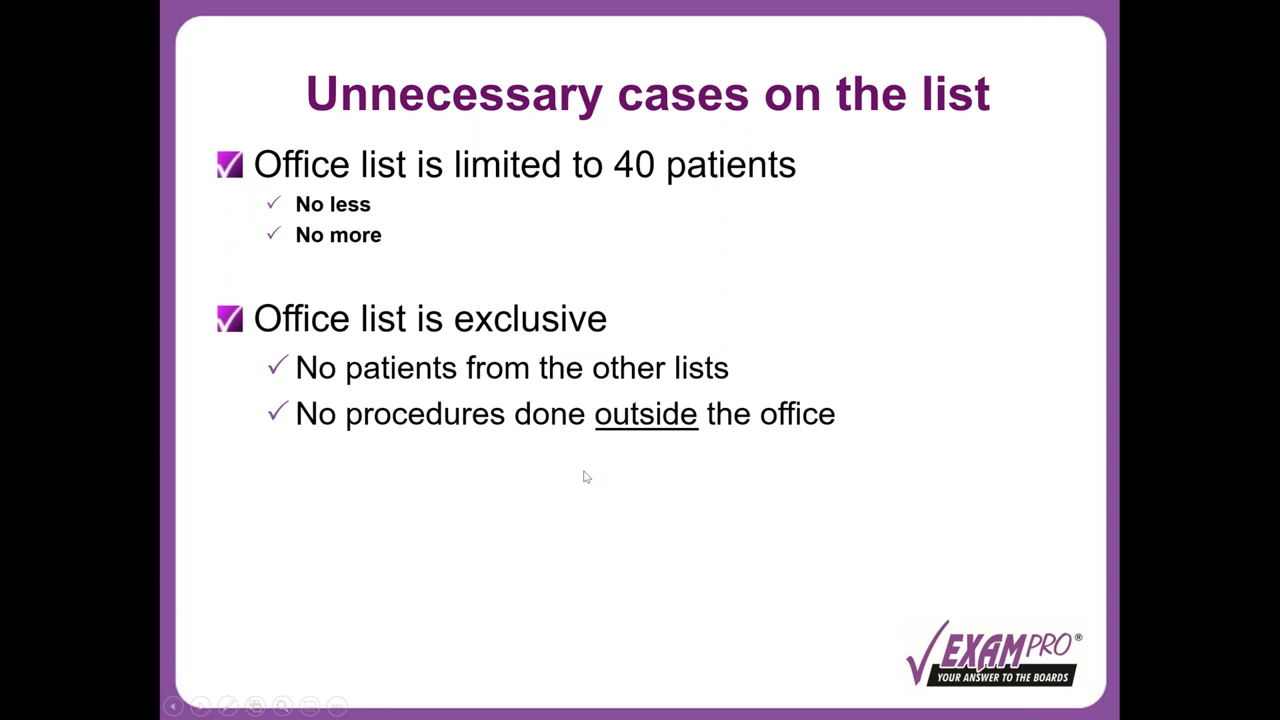 Unnecessary cases on the list
Office list is limited to 40 patients
No less
No more
Office list is exclusive
No patients from the other lists
No procedures done outside the office
EXAMPRO®
YOUR ANSWER TO THE BOARDS